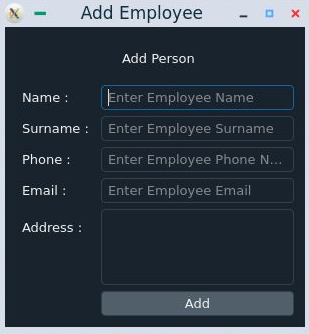 Add Employee
Add Person
Name : Enter Employee Name
Surname : Enter Employee Surname
Phone : Enter Employee Phone N...
Email : Enter Employee Email
Address :
Add